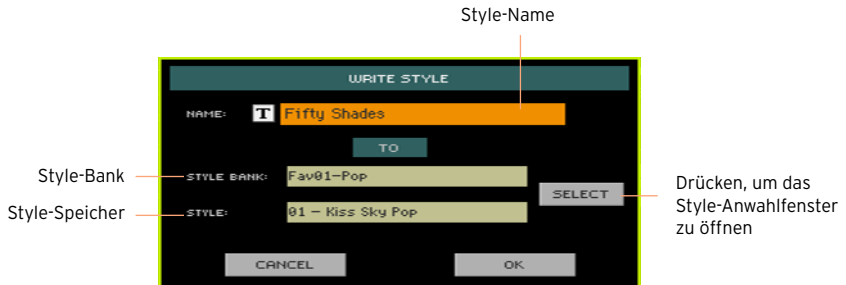 Style-Name
WRITE STYLE
NAME: T Fifty Shades
TO
Style-Bank
STYLE BANK: Fav01-Pop
SELECT
Drücken, um das
Style-Anwahlfenster
zu öffnen
Style-Speicher
STYLE: 01 - Kiss Sky Pop
CANCEL OK